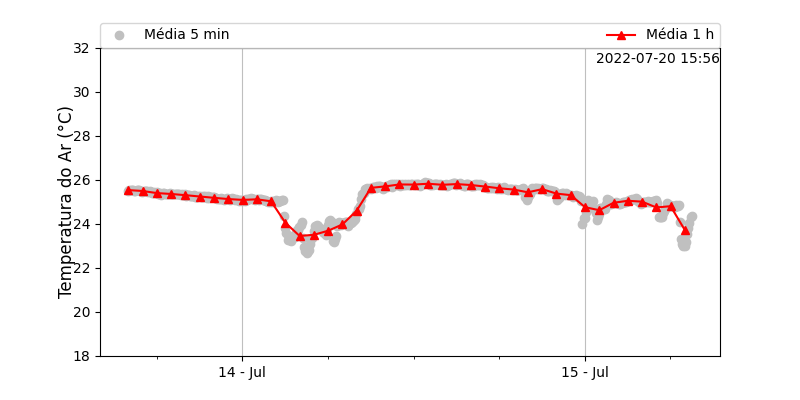 Média 5 min
Média 1 h
2022-07-20 15:56
Temperatura do Ar (°C)
32
30
28
26
24
22
20
18
14 - Jul
15 - Jul